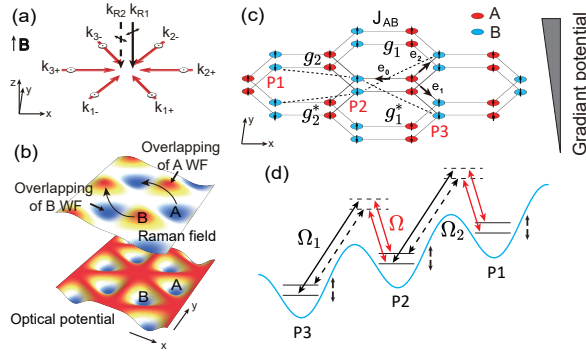 (a)
k_R2 k_R1
B
k_3- k_2-
k_3+ k_2+
k_1- k_1+
z
y
x
(b)
Overlapping
of A WF
Overlapping
of B WF
B
A
Raman field
A
B
Optical potential
x
y
(c)
J_AB
A
B
g_2
g_1
e_2
P1
e_0
e_1
P2
g_2^*
g_1^*
P3
y
x
Gradiant potential
(d)
Ω_1
Ω
Ω_2
P3
P2
P1